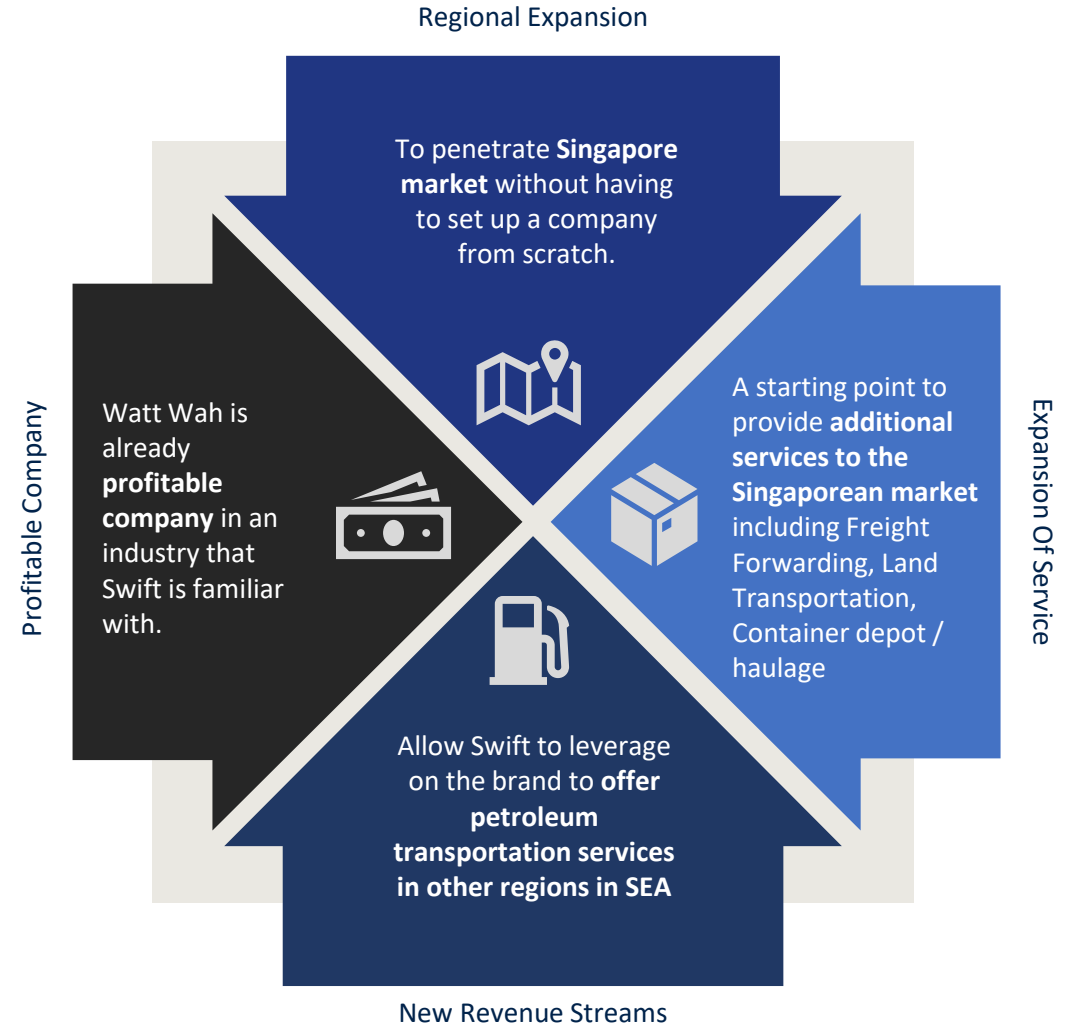 Regional Expansion
To penetrate Singapore
market without having
to set up a company
from scratch.
Profitable Company
Watt Wah is
already
profitable
company in an
industry that
Swift is familiar
with.
A starting point to
provide additional
services to the
Singaporean market
including Freight
Forwarding, Land
Transportation,
Container depot /
haulage
Expansion Of Service
Allow Swift to leverage
on the brand to offer
petroleum
transportation services
in other regions in SEA
New Revenue Streams